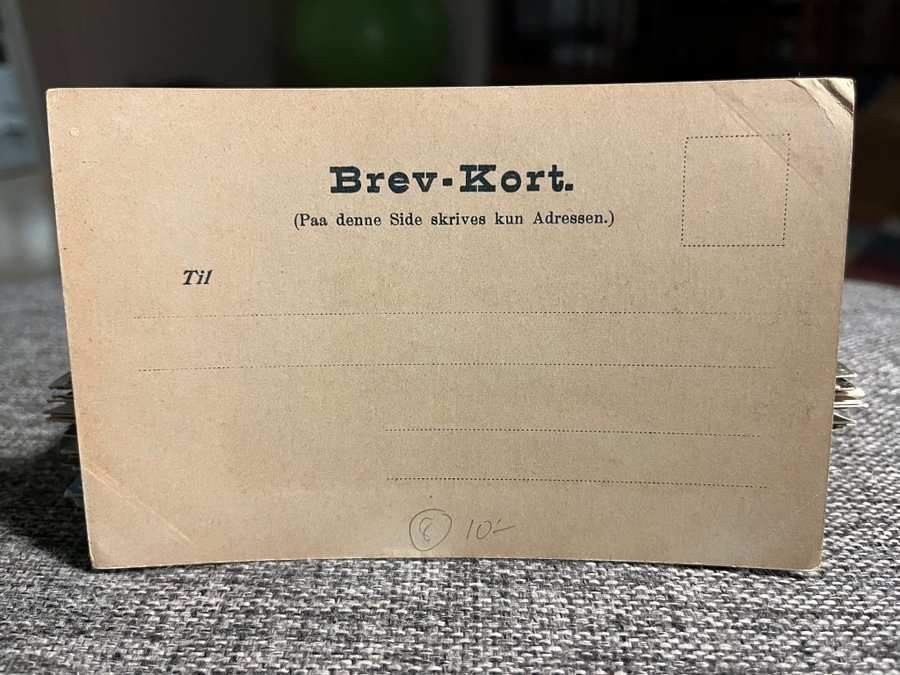 Brev-Kort.
(Paa denne Side skrives kun Adressen.)
Til
8 10-